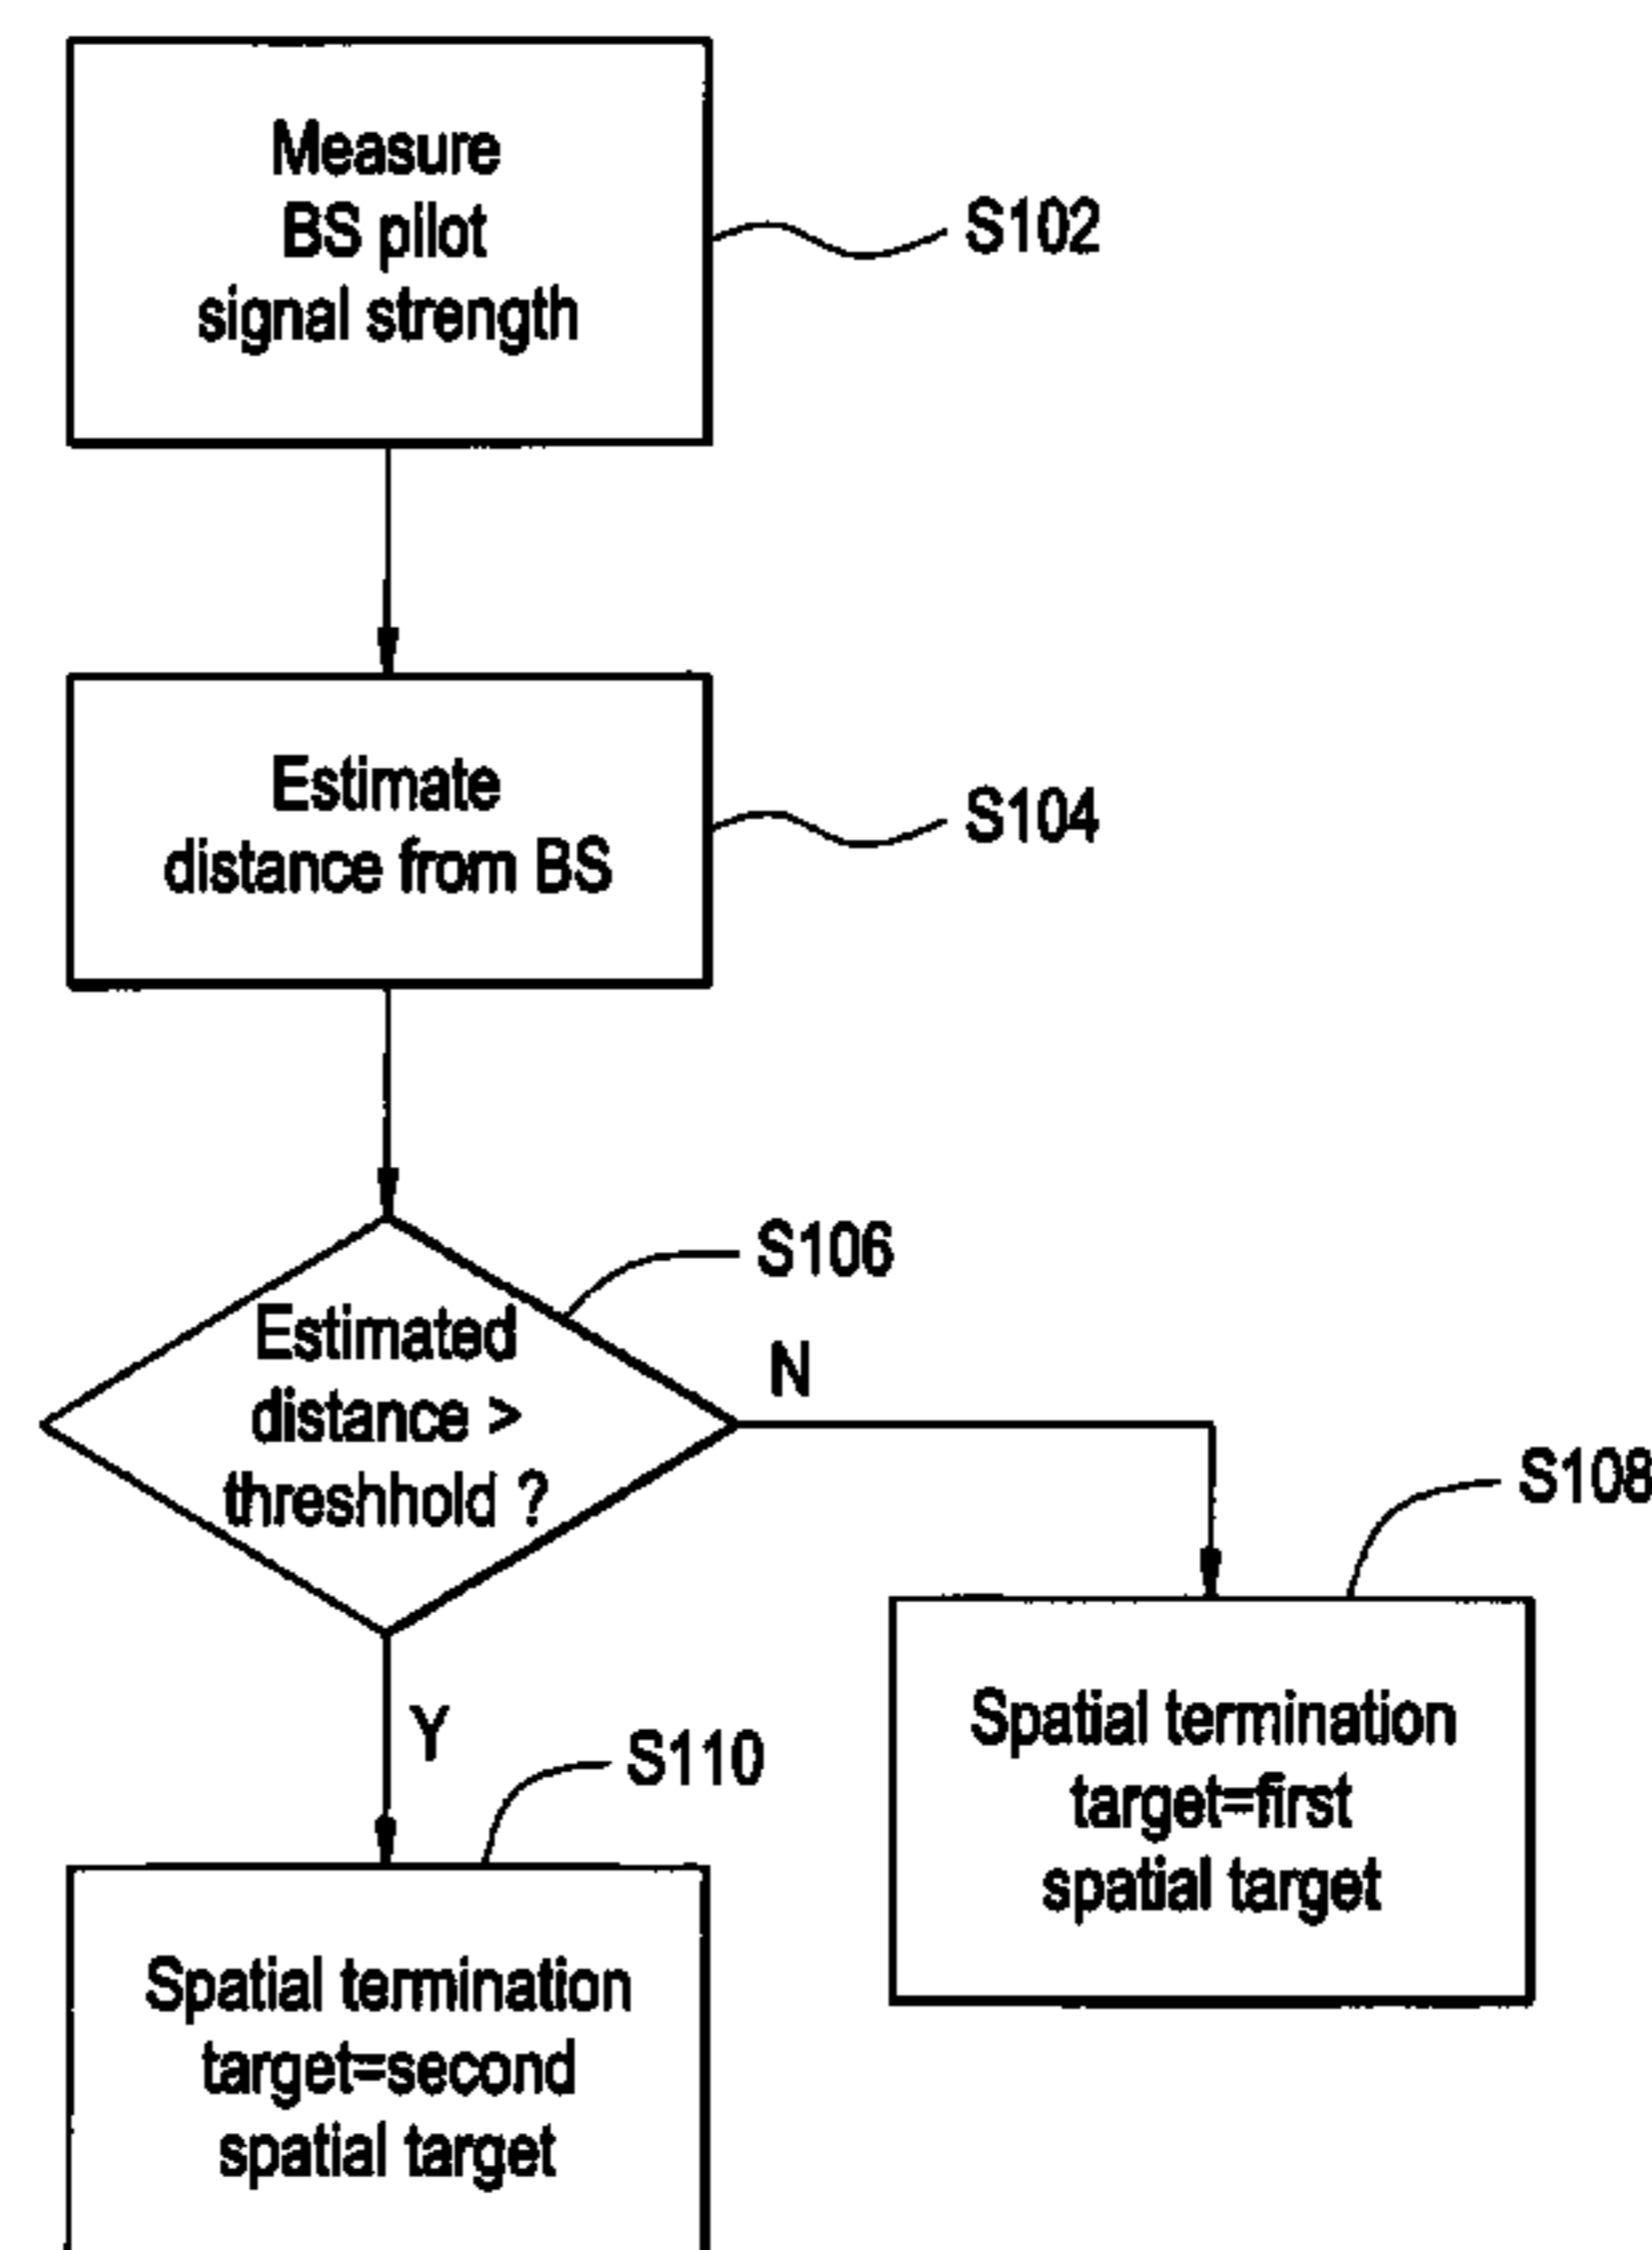 Measure
BS pilot
signal strength
S102
Estimate
distance from BS
S104
S106
Estimated
distance >
threshhold ?
N
S108
Spatial termination
target=first
spatial target
Y
S110
Spatial termination
target=second
spatial target